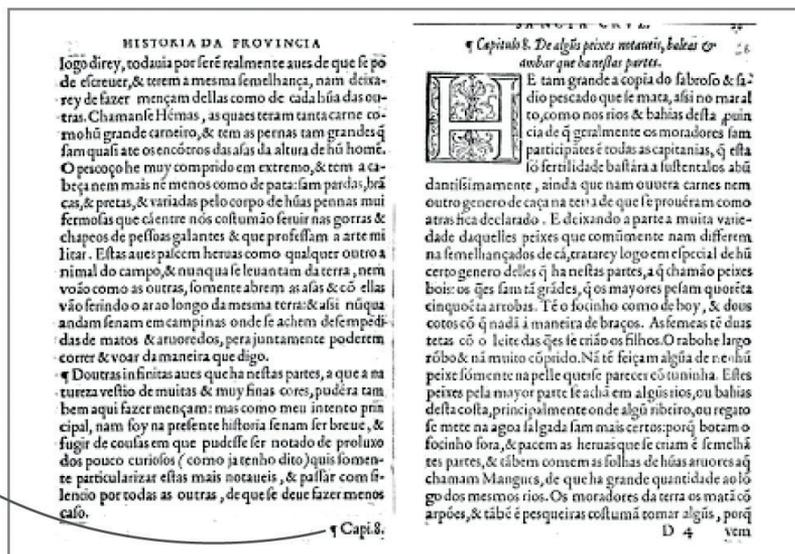 HISTORIA DA PROVINCIA
logo direy, todauia por serẽ realmente aues de que se põ
de escreuer, & terem a mesma semelhança, nam deixa-
rey de fazer mençam dellas como de cada hũa das ou-
tras. Chamanse Hémas, as quaes teram tanta carne co-
mo hũ grande carneiro, & tem as pernas tam grandes q̃
sam quasi ate os encõtros das asas da altura de hũ homẽ.
O pescoço he muy comprido em extremo, & tem a ca-
beça nem mais nẽ menos como de pata: sam pardas, brã
cas, & pretas, & variadas pelo corpo de hũas pennas mui
fermosas que cá entre nós costumão seruir nas gorras &
chapeos de pessoas galantes & que professam a arte mi
litar. Estas aues pascem heruas como qualquer outro a
nimal do campo, & nunqua se leuantam da terra, nem
voão como as outras, somente abrem as asas & cõ ellas
vão ferindo o ar ao longo da mesma terra: & assi nũqua
andam senam em campinas onde se achem desempedi-
das de matos & aruoredos, pera juntamente poderem
correr & voar da maneira que digo.
¶ Doutras infinitas aues que ha nestas partes, a que a na
tureza vestio de muitas & muy finas cores, pudéra tam
bem aqui fazer mençam: mas como meu intento prin
cipal, nam foy na presente historia senam ser breue, &
fugir de cousas em que pudesse ser notado de proluxo
dos pouco curiosos (como ja tenho dito) quis somen-
te particularizar estas mais notaueis, & passar com si-
lencio por todas as outras, de que se deue fazer menos
caso.
¶ Capi.8.
SANCTA CRVZ.
¶ Capitulo 8. De algũs peixes notaueis, baleas &
ambar que ha nestas partes.
HE tam grande a copia do sabroso & sa-
dio pescado que se mata, assi no mar al
to, como nos rios & bahias desta prouin
cia de q̃ geralmente os moradores sam
participãtes ẽ todas as capitanias, q̃ esta
só fertilidade bastára a sustentalos abũ
dantissimamente, ainda que nam ouuera carnes nem
outro genero de caça na terra de que se prouéram como
atras fica declarado. E deixando a parte a muita varie-
dade daquelles peixes que comũmente nam differem
na semelhança dos de cá, tratarey logo em especial de hũ
certo genero delles q̃ ha nestas partes, a q̃ chamão peixes
bois: os q̃es sam tã grãdes, q̃ os mayores pesam quorẽta
cinquoẽta arrobas. Tẽ o focinho como de boy, & dous
cotos cõ q̃ nadã á maneira de braços. As femeas tẽ duas
tetas cõ o leite das q̃es se crião os filhos. O rabo he largo
rõbo & nã muito cõprido. Nã tẽ feiçam algũa de nenhũ
peixe sómente na pelle quer se parecer cõ tuninha. Estes
peixes pela mayor parte se achã em algũs rios, ou bahias
desta costa, principalmente onde algũ ribeiro, ou regato
se mete na agoa salgada sam mais certos: porq̃ botam o
focinho fora, & pacem as heruas que se criam ẽ semelhã
tes partes, & tãbem comem as folhas de hũas aruores a q̃
chamam Mangues, de que ha grande quantidade ao lõ
go dos mesmos rios. Os moradores da terra os matã cõ
arpões, & tãbẽ ẽ pesqueiras costumã tomar algũs, porq̃
D 4 vem